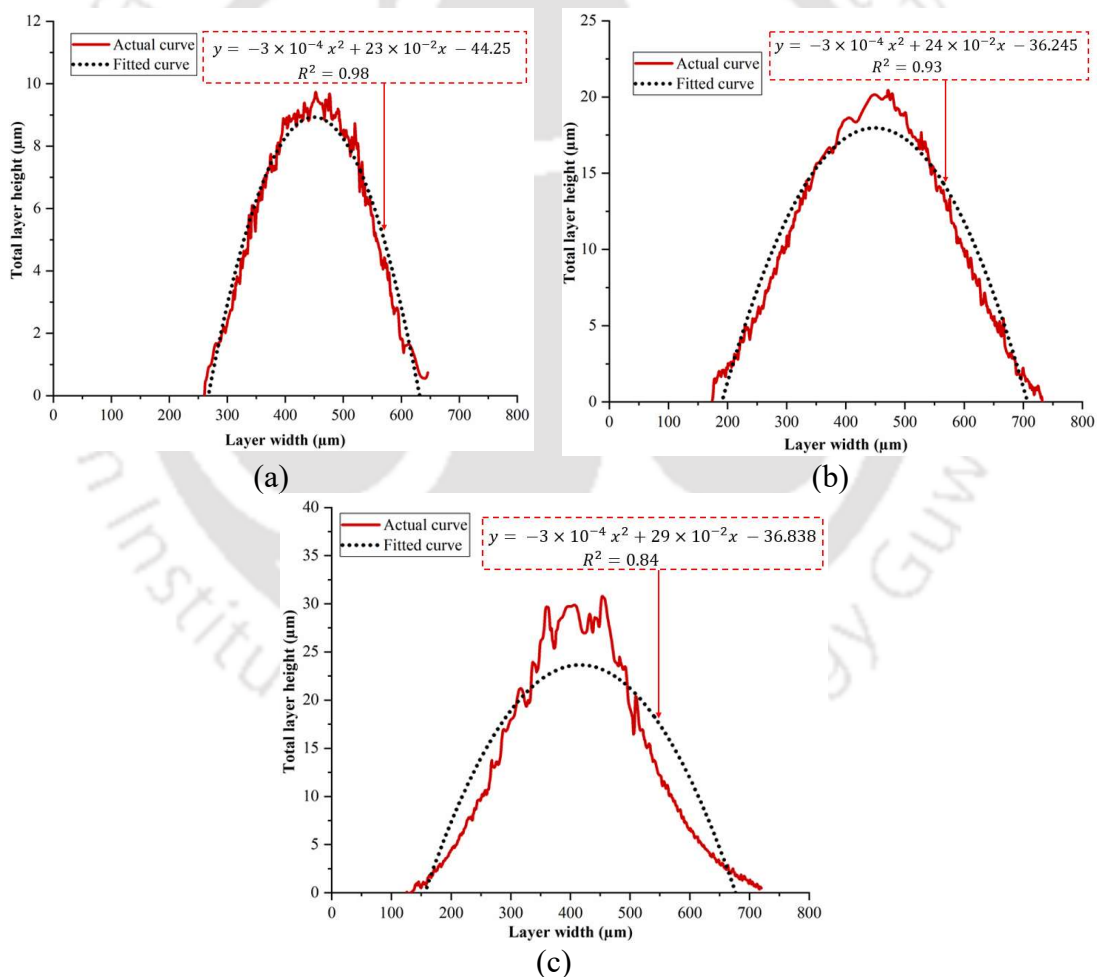 12
10
8
6
4
2
0
Total layer height (µm)
Actual curve
Fitted curve
y = −3 × 10⁻⁴ x² + 23 × 10⁻² x − 44.25
R² = 0.98
0 100 200 300 400 500 600 700 800
Layer width (µm)
(a)
25
20
15
10
5
0
Total layer height (µm)
Actual curve
Fitted curve
y = −3 × 10⁻⁴ x² + 24 × 10⁻² x − 36.245
R² = 0.93
0 100 200 300 400 500 600 700 800
Layer width (µm)
(b)
40
35
30
25
20
15
10
5
0
Total layer height (µm)
Actual curve
Fitted curve
y = −3 × 10⁻⁴ x² + 29 × 10⁻² x − 36.838
R² = 0.84
0 100 200 300 400 500 600 700 800
Layer width (µm)
(c)
n Institu
gy Guw